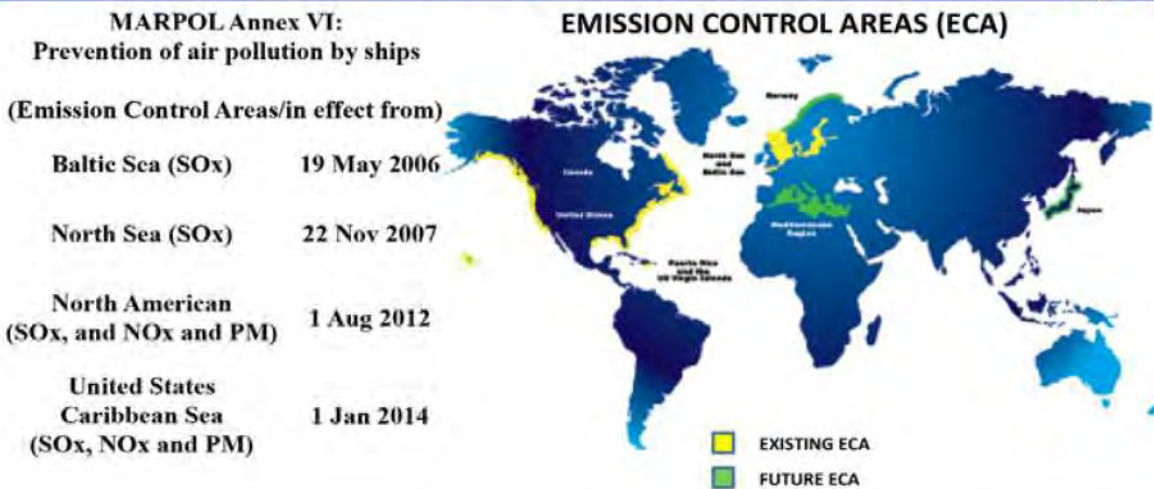 MARPOL Annex VI:
Prevention of air pollution by ships
(Emission Control Areas/in effect from)
Baltic Sea (SOx) 19 May 2006
North Sea (SOx) 22 Nov 2007
North American
(SOx, and NOx and PM) 1 Aug 2012
United States
Caribbean Sea 1 Jan 2014
(SOx, NOx and PM)
EMISSION CONTROL AREAS (ECA)
Norway
North Sea
and
Baltic Sea
Canada
United States
Mediterranean
Region
Japan
Puerto Rico
and the
US Virgin Islands
EXISTING ECA
FUTURE ECA